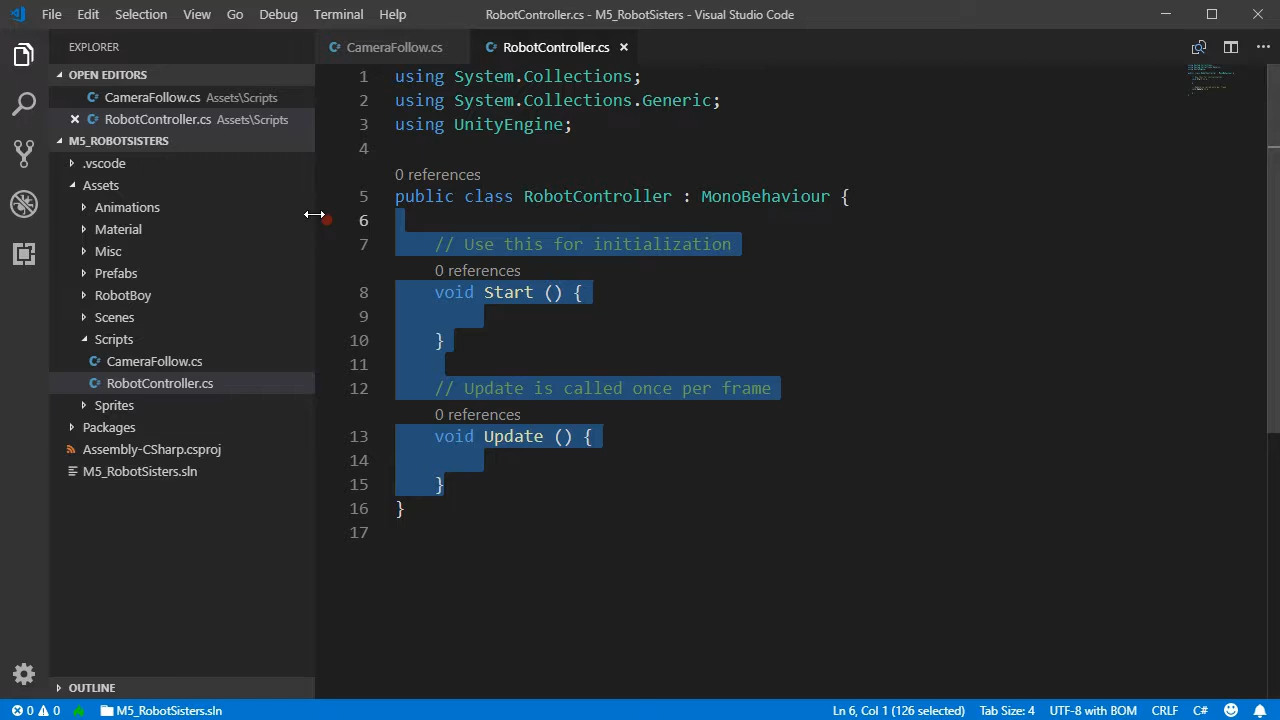 File Edit Selection View Go Debug Terminal Help RobotController.cs - M5_RobotSisters - Visual Studio Code
EXPLORER
OPEN EDITORS
CameraFollow.cs Assets\Scripts
RobotController.cs Assets\Scripts
M5_ROBOTSISTERS
.vscode
Assets
Animations
Material
Misc
Prefabs
RobotBoy
Scenes
Scripts
CameraFollow.cs
RobotController.cs
Sprites
Packages
Assembly-CSharp.csproj
M5_RobotSisters.sln
OUTLINE
CameraFollow.cs RobotController.cs
1 using System.Collections;
2 using System.Collections.Generic;
3 using UnityEngine;
4
0 references
5 public class RobotController : MonoBehaviour {
6
7 // Use this for initialization
0 references
8 void Start () {
9
10 }
11
12 // Update is called once per frame
0 references
13 void Update () {
14
15 }
16 }
17
0 0 M5_RobotSisters.sln Ln 6, Col 1 (126 selected) Tab Size: 4 UTF-8 with BOM CRLF C#